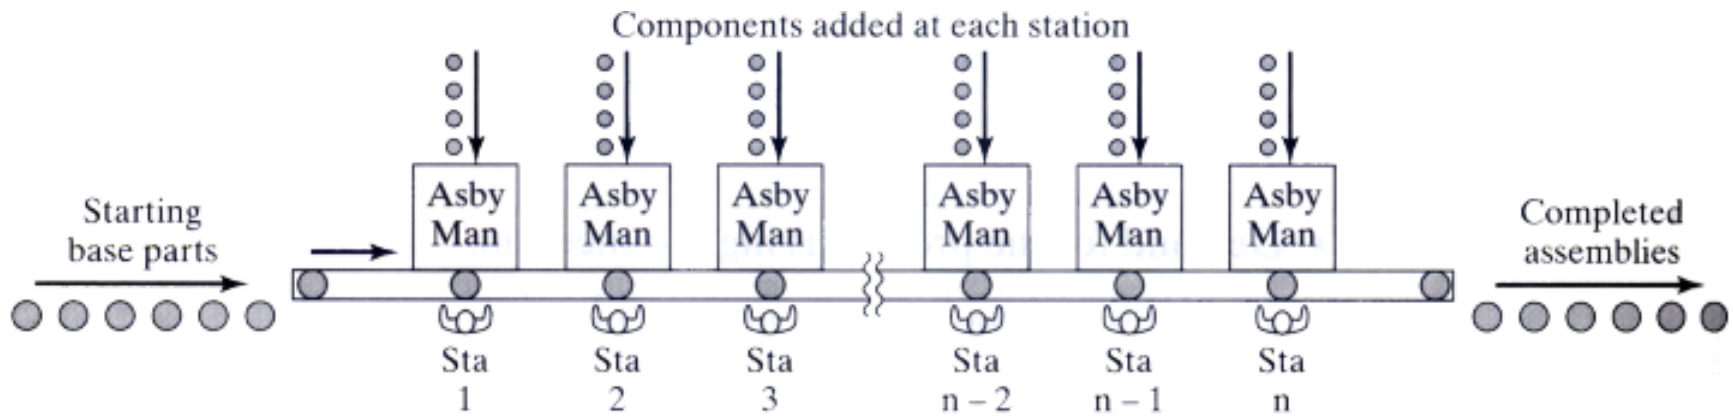 Components added at each station
Starting
base parts
Asby
Man
Asby
Man
Asby
Man
Asby
Man
Asby
Man
Asby
Man
Completed
assemblies
Sta
1
Sta
2
Sta
3
Sta
n – 2
Sta
n – 1
Sta
n